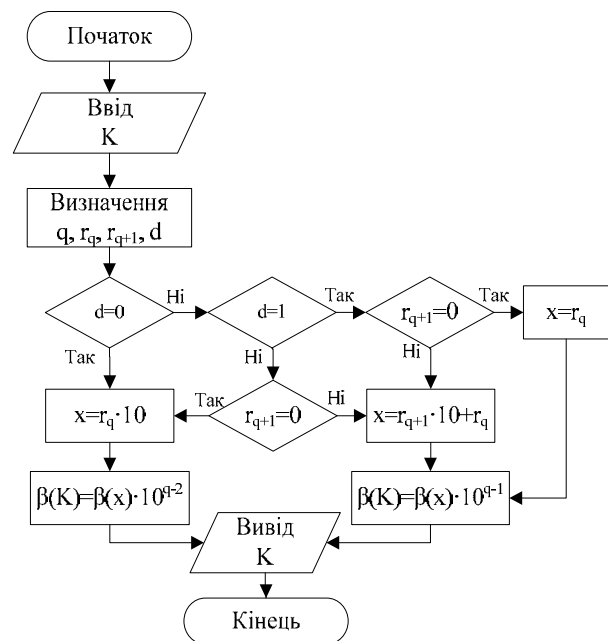 Початок
Ввід
K
Визначення
q, r_q, r_{q+1}, d
d=0
Ні
d=1
Так
r_{q+1}=0
Так
x=r_q
Так
Ні
Ні
x=r_q·10
Так
r_{q+1}=0
Ні
x=r_{q+1}·10+r_q
β(K)=β(x)·10^{q-2}
β(K)=β(x)·10^{q-1}
Вивід
K
Кінець